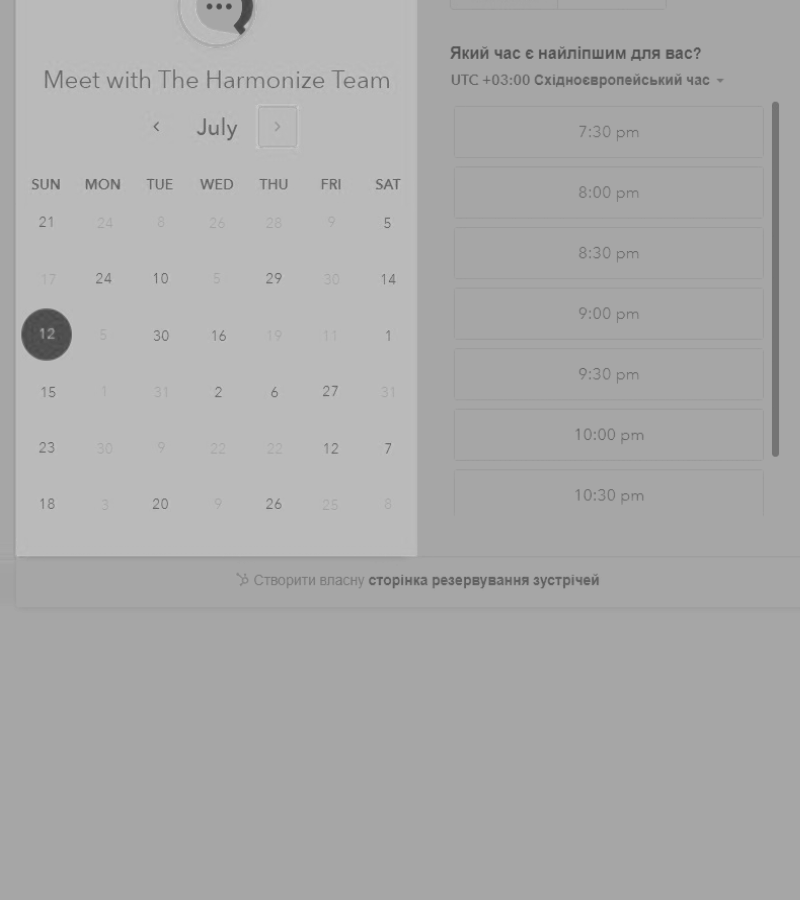 Meet with The Harmonize Team
July
SUN MON TUE WED THU FRI SAT
21 24 8 26 28 9 5
17 24 10 5 29 30 14
12 5 30 16 19 11 1
15 1 31 2 6 27 31
23 30 9 22 22 12 7
18 3 20 9 26 25 8
Який час є найліпшим для вас?
UTC +03:00 Східноєвропейський час
7:30 pm
8:00 pm
8:30 pm
9:00 pm
9:30 pm
10:00 pm
10:30 pm
Створити власну сторінка резервування зустрічей